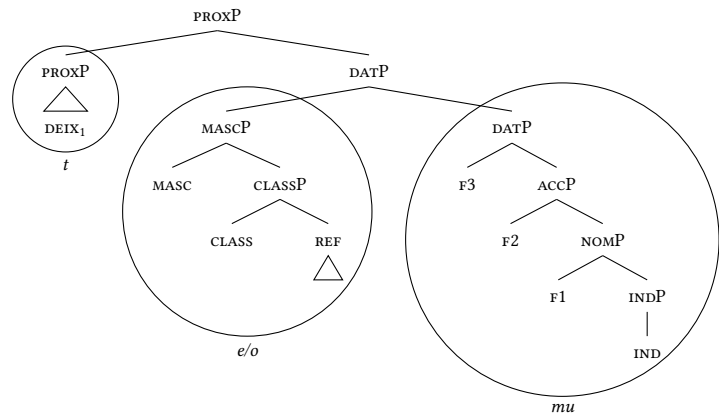 PROXP
PROXP DATP
DEIX₁ MASCP DATP
t
MASC CLASSP F3 ACCP
CLASS REF F2 NOMP
F1 INDP
e/o IND
mu